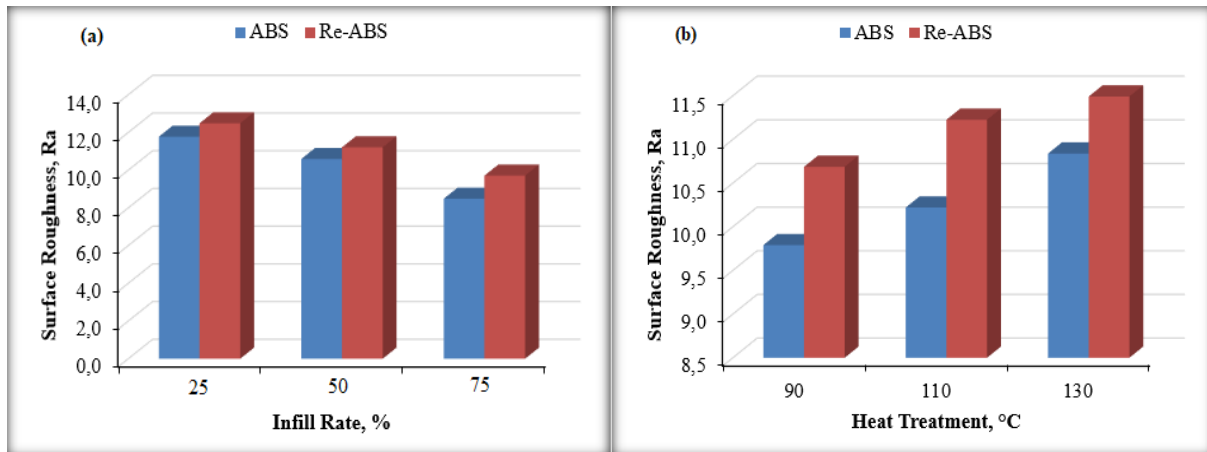 (a)
ABS Re-ABS
Surface Roughness, Ra
14,0
12,0
10,0
8,0
6,0
4,0
2,0
0,0
25 50 75
Infill Rate, %
(b)
ABS Re-ABS
Surface Roughness, Ra
11,5
11,0
10,5
10,0
9,5
9,0
8,5
90 110 130
Heat Treatment, °C